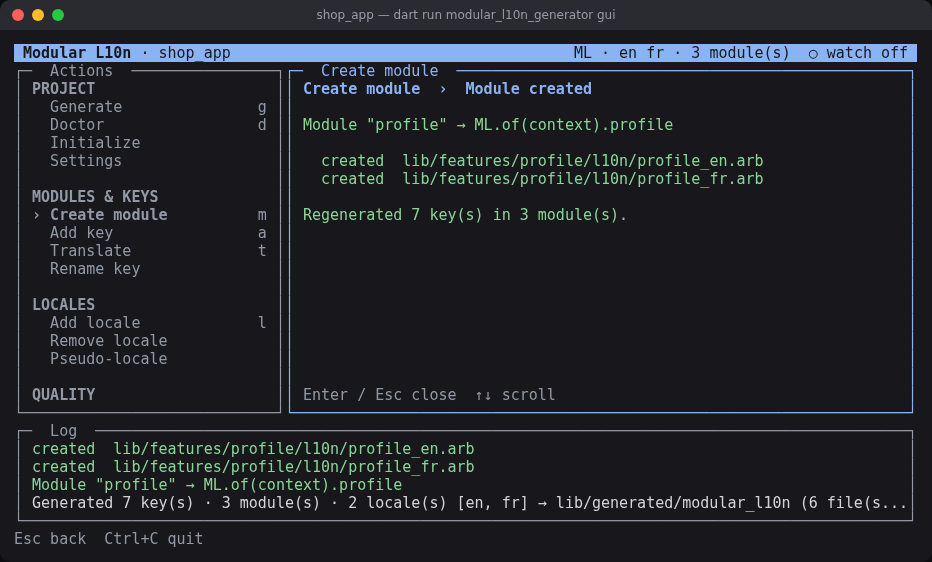 shop_app — dart run modular_l10n_generator gui
Modular L10n · shop_app
ML · en fr · 3 module(s) ○ watch off
Actions
PROJECT
Generate g
Doctor d
Initialize
Settings
MODULES & KEYS
› Create module m
Add key a
Translate t
Rename key
LOCALES
Add locale l
Remove locale
Pseudo-locale
QUALITY
Create module
Create module › Module created
Module "profile" → ML.of(context).profile
created lib/features/profile/l10n/profile_en.arb
created lib/features/profile/l10n/profile_fr.arb
Regenerated 7 key(s) in 3 module(s).
Enter / Esc close ↑↓ scroll
Log
created lib/features/profile/l10n/profile_en.arb
created lib/features/profile/l10n/profile_fr.arb
Module "profile" → ML.of(context).profile
Generated 7 key(s) · 3 module(s) · 2 locale(s) [en, fr] → lib/generated/modular_l10n (6 file(s...
Esc back Ctrl+C quit